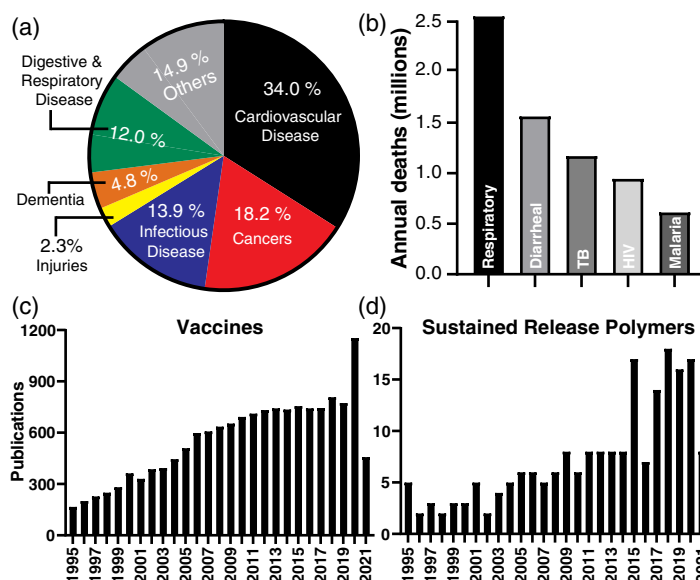 (a)
Digestive &
Respiratory
Disease
14.9 %
Others
34.0 %
Cardiovascular
Disease
12.0 %
4.8 %
Dementia
13.9 %
Infectious
Disease
18.2 %
Cancers
2.3%
Injuries
(b)
Annual deaths (millions)
2.5
2.0
1.5
1.0
0.5
0.0
Respiratory
Diarrheal
TB
HIV
Malaria
(c)
Vaccines
Publications
1200
900
600
300
0
1995
1997
1999
2001
2003
2005
2007
2009
2011
2013
2015
2017
2019
2021
(d)
Sustained Release Polymers
20
15
10
5
0
1995
1997
1999
2001
2003
2005
2007
2009
2011
2013
2015
2017
2019
2021